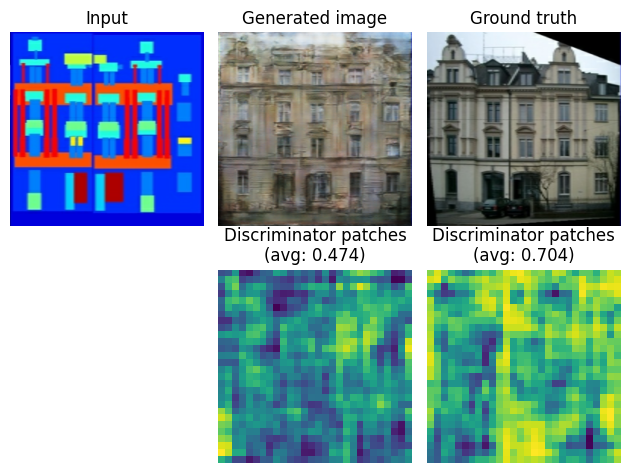 Input
Generated image
Ground truth
Discriminator patches
(avg: 0.474)
Discriminator patches
(avg: 0.704)